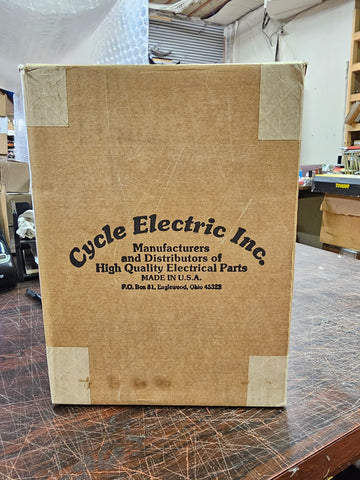 Cycle Electric Inc.
Manufacturers
and Distributors of
High Quality Electrical Parts
MADE IN U.S.A.
P.O. Box 81, Englewood, Ohio 45322